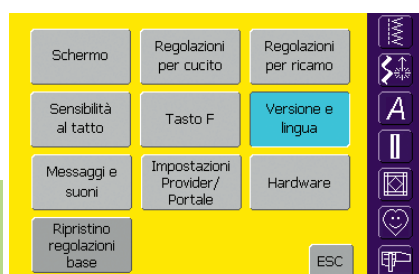 Schermo
Regolazioni
per cucito
Regolazioni
per ricamo
Sensibilità
al tatto
Tasto F
Versione e
lingua
Messaggi e
suoni
Impostazioni
Provider/
Portale
Hardware
Ripristino
regolazioni
base
ESC
A